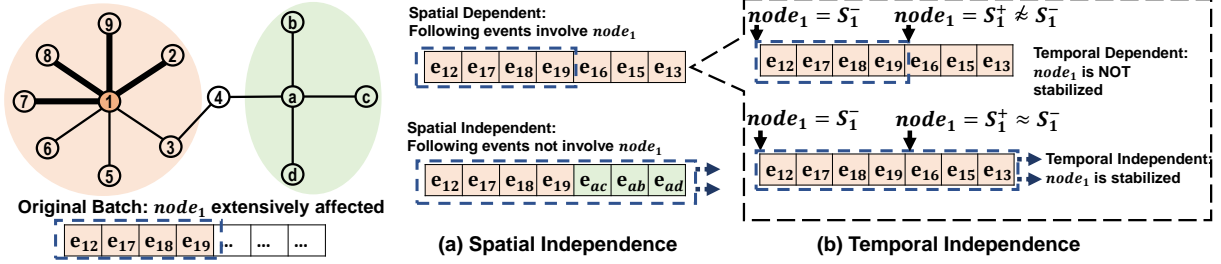 9
8
2
1
7
6
3
5
4
b
a
c
d
Original Batch: node₁ extensively affected
e₁₂ e₁₇ e₁₈ e₁₉ .. ... ...
Spatial Dependent:
Following events involve node₁
e₁₂ e₁₇ e₁₈ e₁₉ e₁₆ e₁₅ e₁₃
Spatial Independent:
Following events not involve node₁
e₁₂ e₁₇ e₁₈ e₁₉ e_ac e_ab e_ad
(a) Spatial Independence
node₁ = S₁⁻ node₁ = S₁⁺ ≉ S₁⁻
e₁₂ e₁₇ e₁₈ e₁₉ e₁₆ e₁₅ e₁₃
Temporal Dependent:
node₁ is NOT
stabilized
node₁ = S₁⁻ node₁ = S₁⁺ ≈ S₁⁻
e₁₂ e₁₇ e₁₈ e₁₉ e₁₆ e₁₅ e₁₃
Temporal Independent:
node₁ is stabilized
(b) Temporal Independence